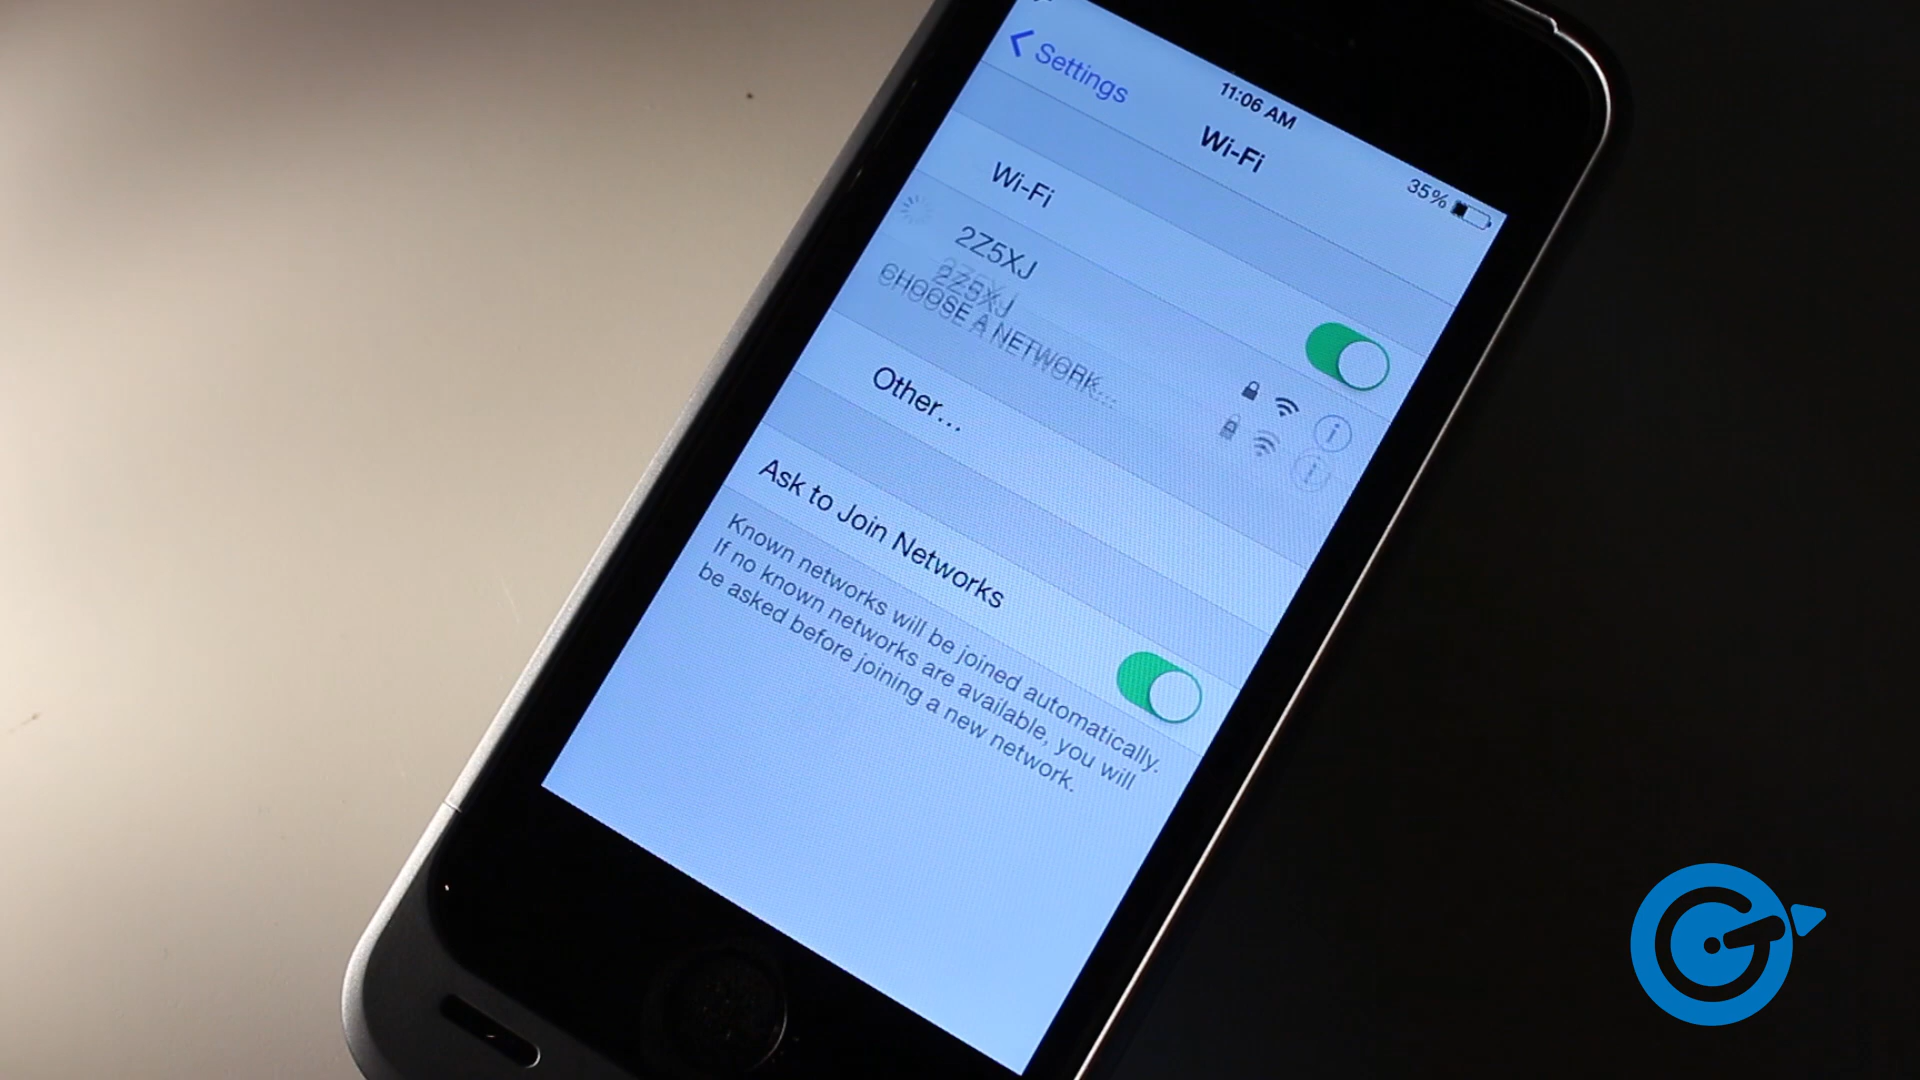 Settings
11:06 AM
35%
Wi-Fi
Wi-Fi
2Z5XJ
2Z5XJ
CHOOSE A NETWORK...
Other...
Ask to Join Networks
Known networks will be joined automatically.
If no known networks are available, you will
be asked before joining a new network.